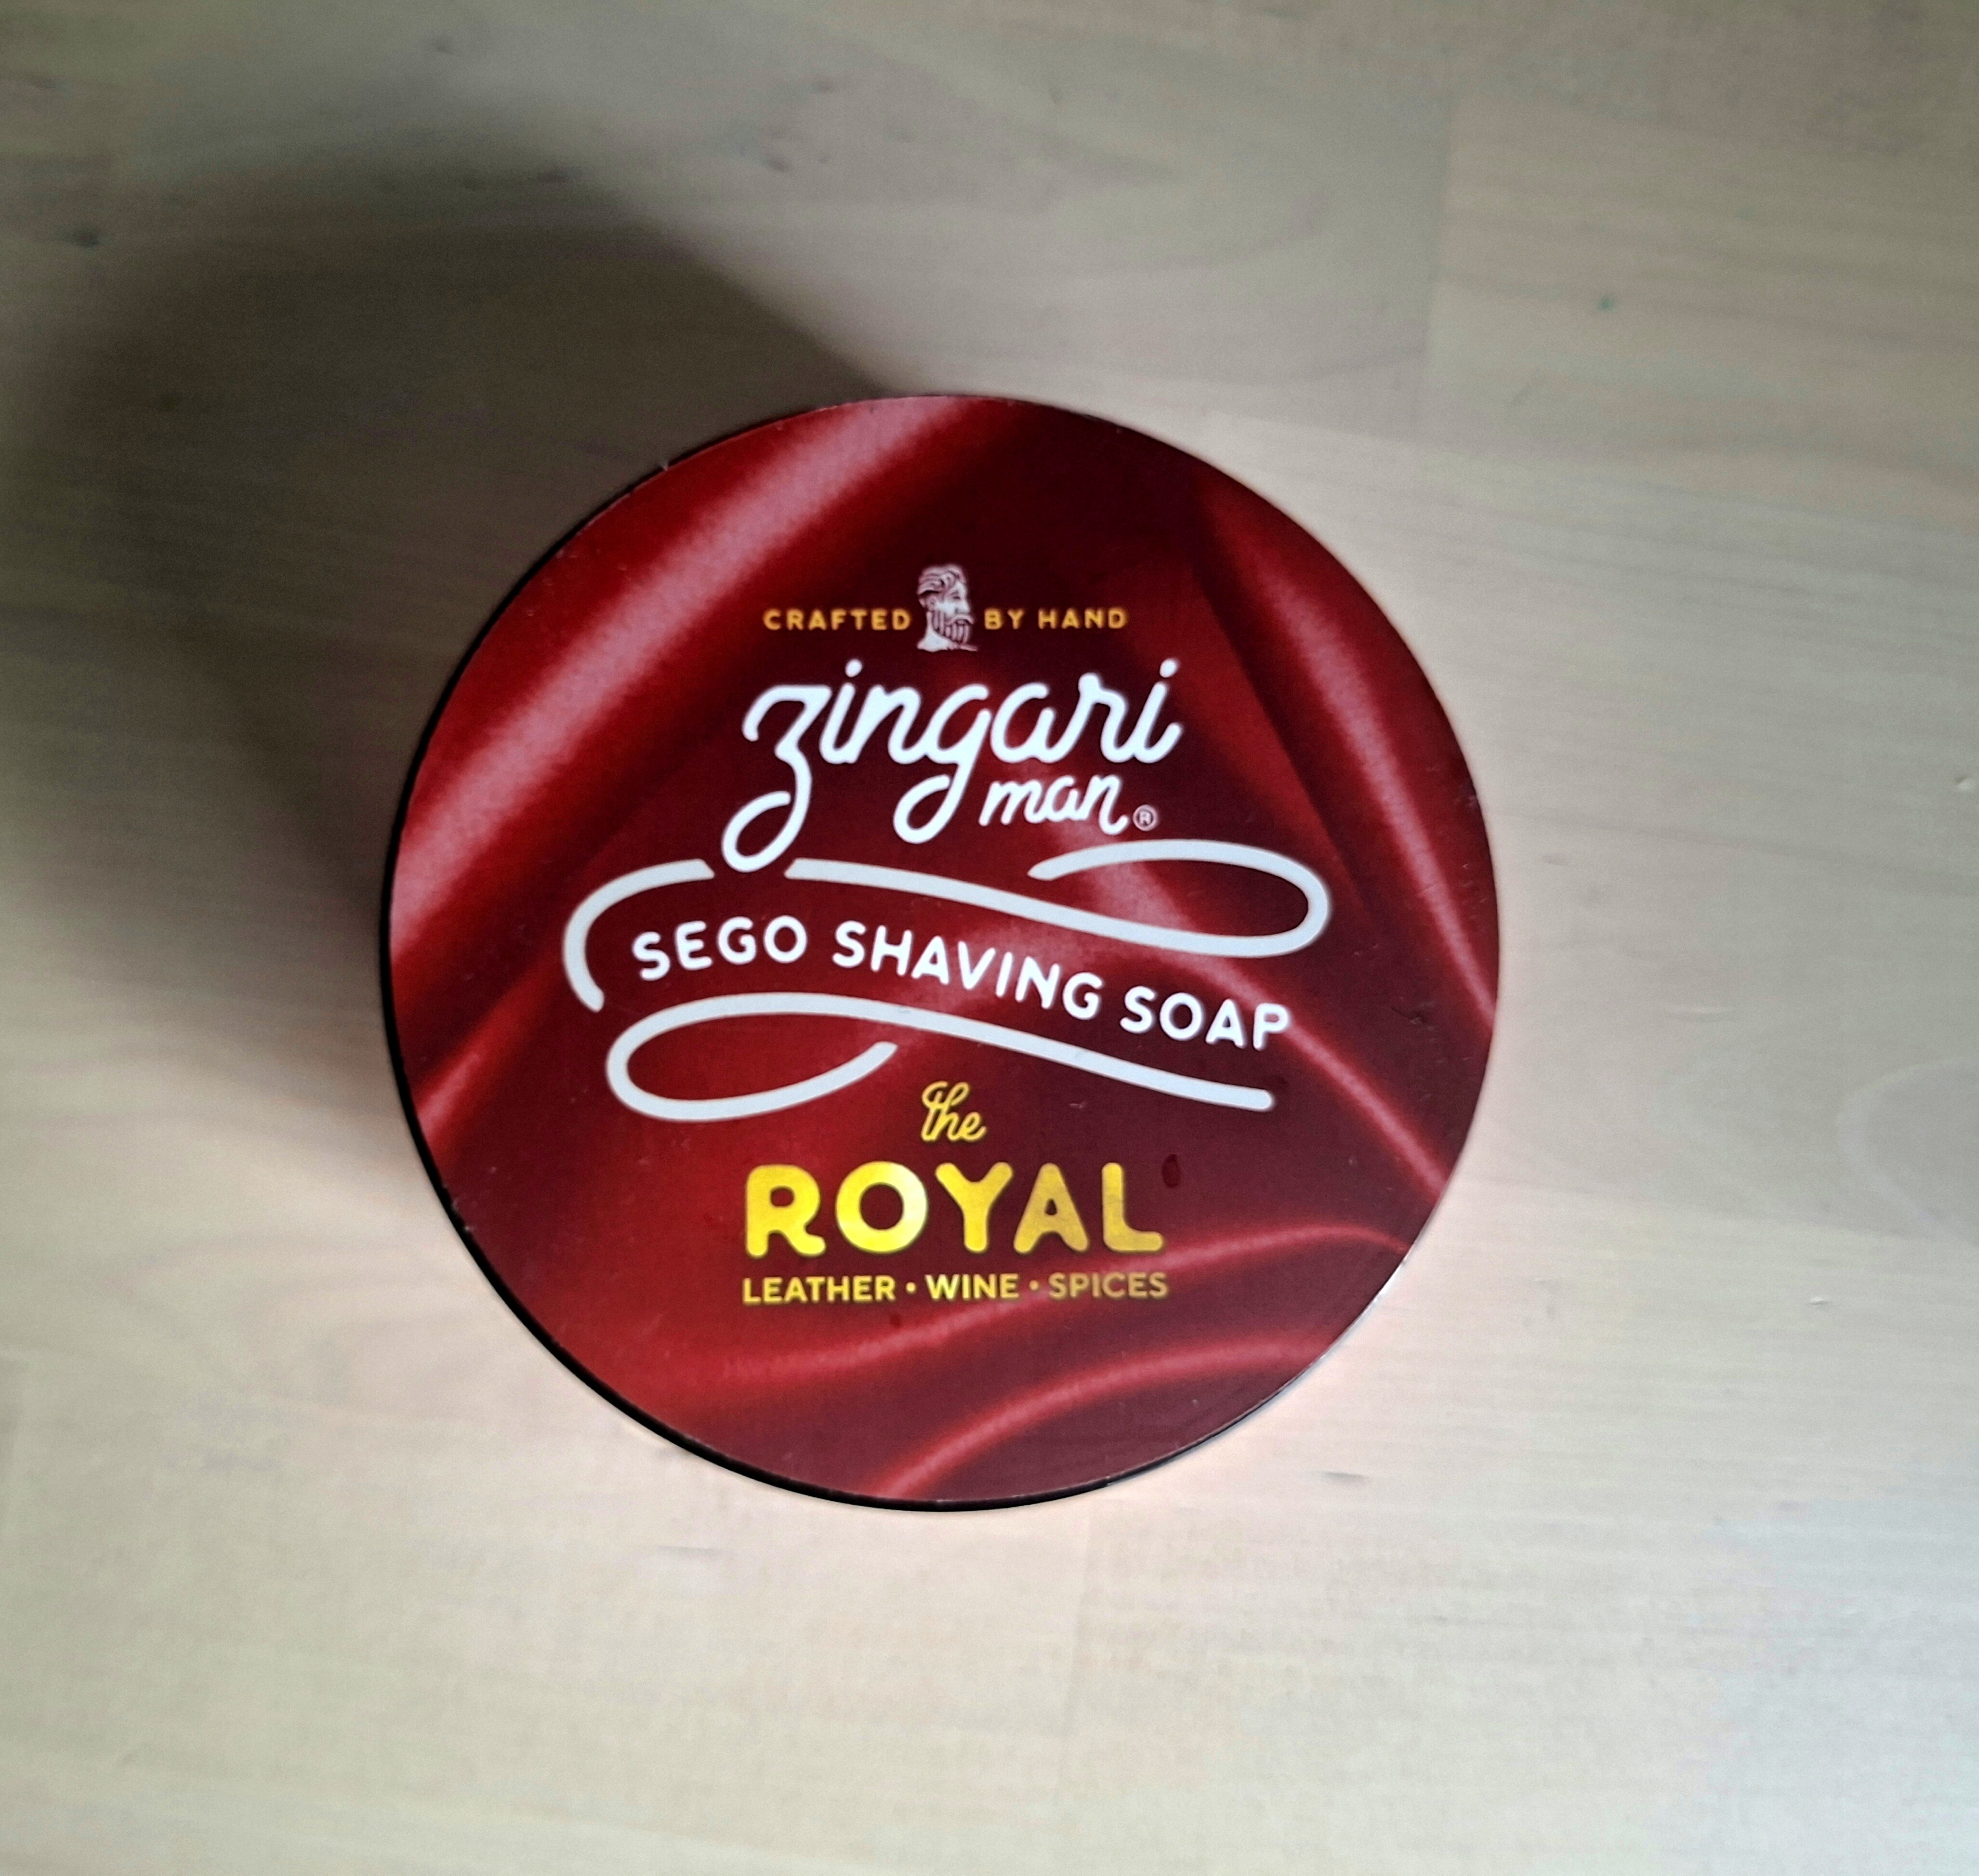 CRAFTED BY HAND
zingari
man®
SEGO SHAVING SOAP
the
ROYAL
LEATHER · WINE · SPICES